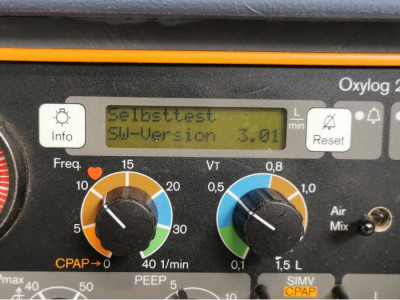 Oxylog 2
Selbsttest
SW-Version 3.01
L/min
Info
Reset
Freq.
5
10
15
20
30
CPAP→ 0
40 1/min
VT
0,5
0,8
1,0
0,1
1,5 L
Air
Mix
max
40
50
PEEP
5
10
SIMV
CPAP